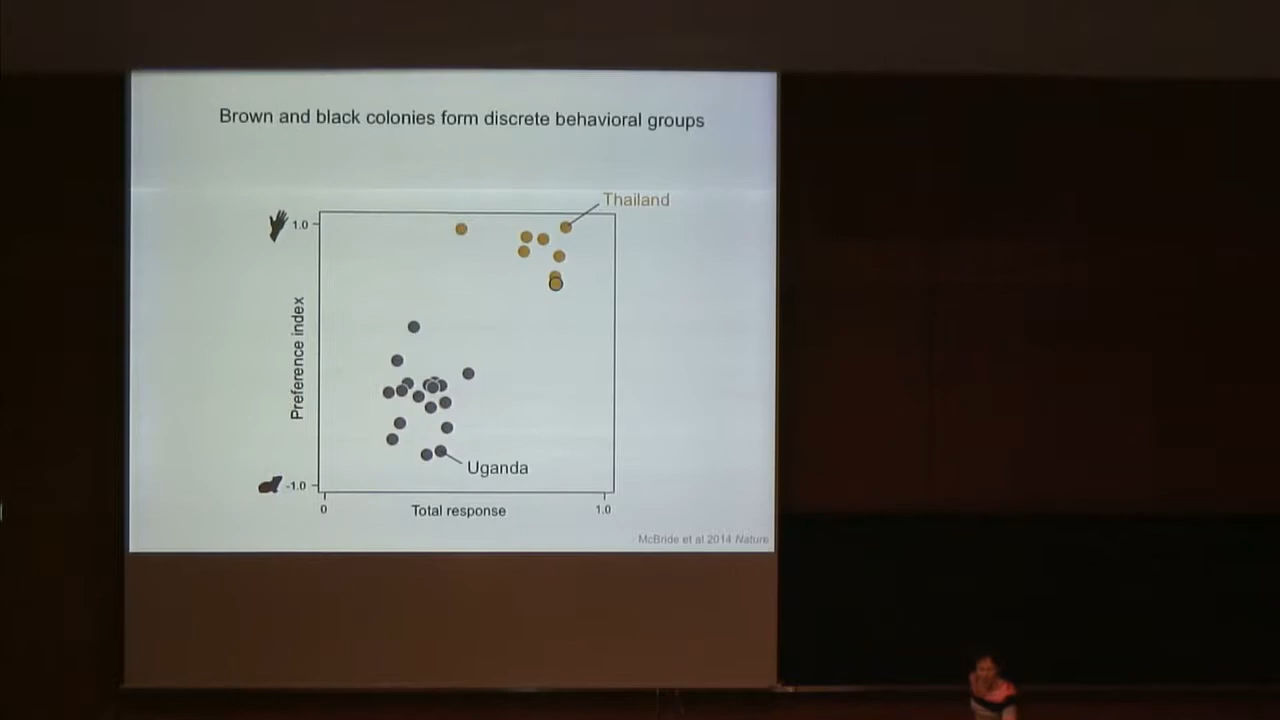 Brown and black colonies form discrete behavioral groups
Thailand
1.0
Preference index
Uganda
-1.0
0
Total response
1.0
McBride et al 2014 Nature